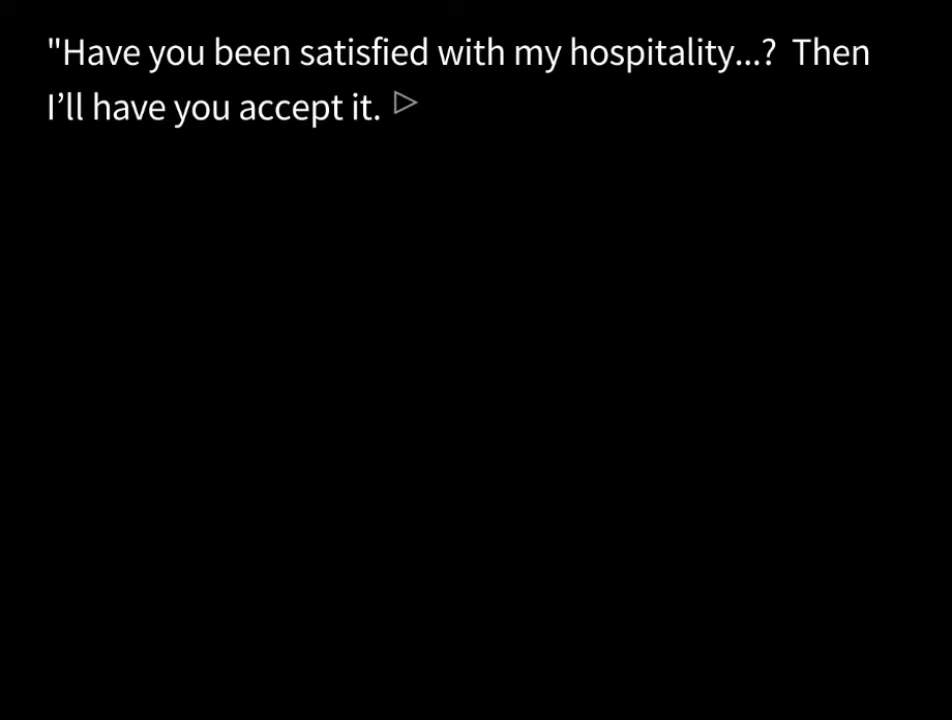 "Have you been satisfied with my hospitality...?  Then
I’ll have you accept it.